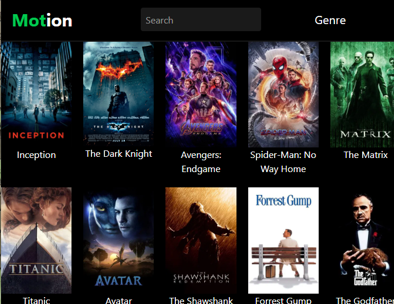 Motion
Search
Genre
INCEPTION
THE DARK KNIGHT
AVENGERS
MATRIX
Inception
The Dark Knight
Avengers:
Endgame
Spider-Man: No
Way Home
The Matrix
TITANIC
AVATAR
SHAWSHANK
REDEMPTION
Forrest Gump
The
Godfather
Titanic
Avatar
The Shawshank
Forrest Gump
The Godfather